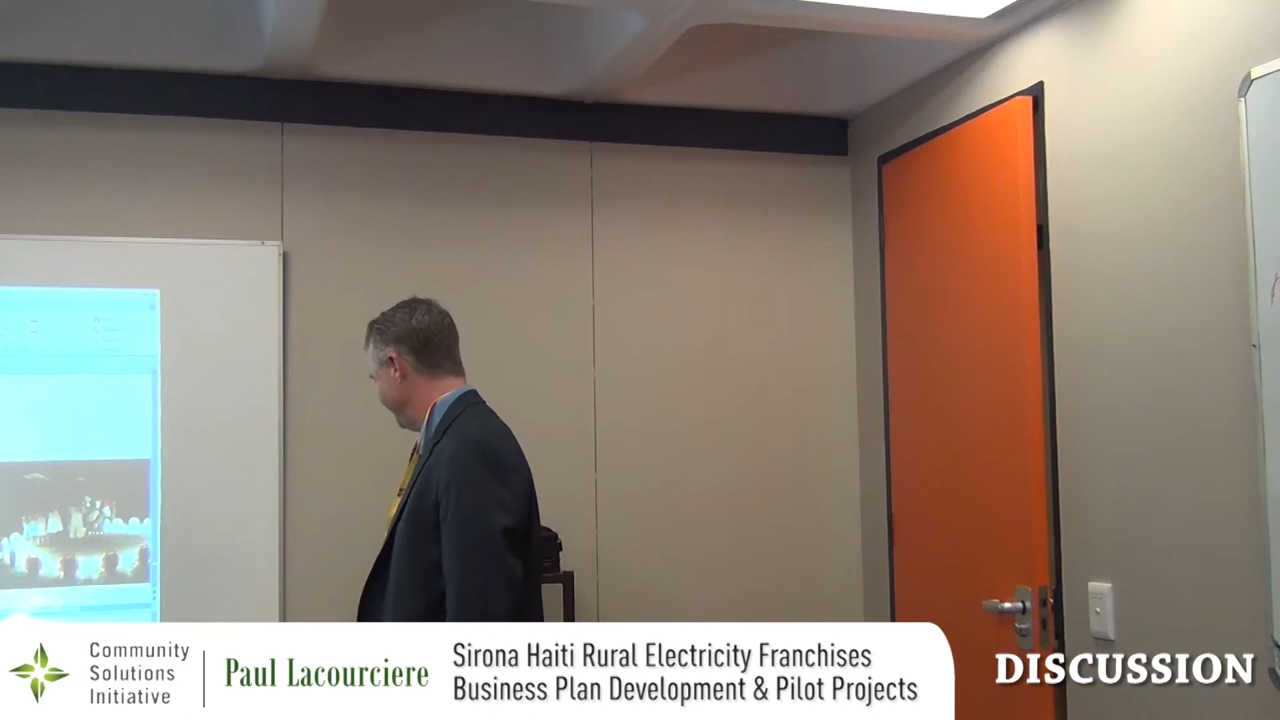 Community
Solutions
Initiative
Paul Lacourciere
Sirona Haiti Rural Electricity Franchises
Business Plan Development & Pilot Projects
DISCUSSION